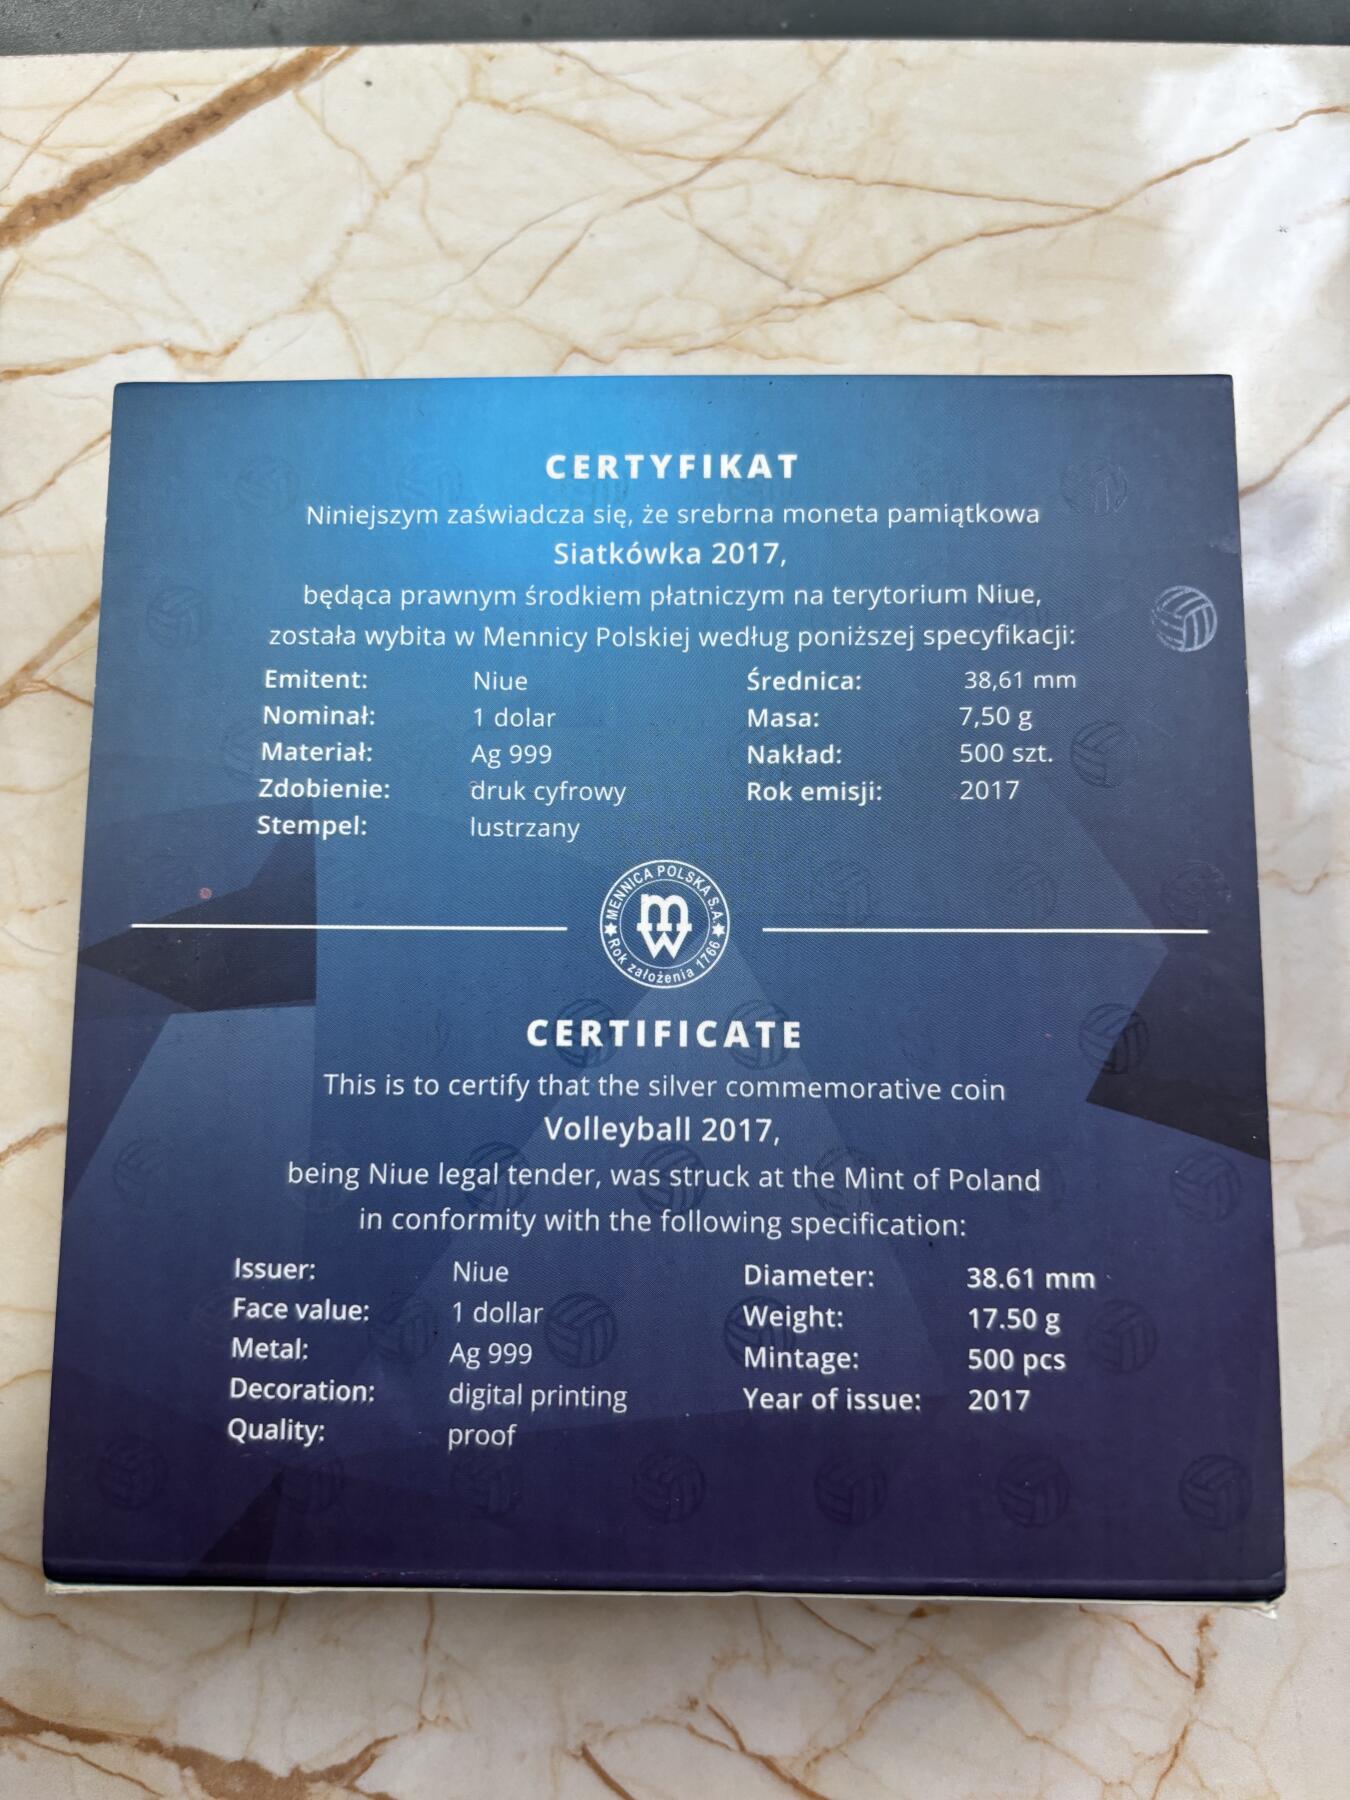 CERTYFIKAT
Niniejszym zaświadcza się, że srebrna moneta pamiątkowa
Siatkówka 2017,
będąca prawnym środkiem płatniczym na terytorium Niue,
została wybita w Mennicy Polskiej według poniższej specyfikacji:
Emitent: Niue Średnica: 38,61 mm
Nominał: 1 dolar Masa: 7,50 g
Materiał: Ag 999 Nakład: 500 szt.
Zdobienie: druk cyfrowy Rok emisji: 2017
Stempel: lustrzany
MENNICA POLSKA S.A.
mw
Rok założenia 1766
CERTIFICATE
This is to certify that the silver commemorative coin
Volleyball 2017,
being Niue legal tender, was struck at the Mint of Poland
in conformity with the following specification:
Issuer: Niue Diameter: 38.61 mm
Face value: 1 dollar Weight: 17.50 g
Metal: Ag 999 Mintage: 500 pcs
Decoration: digital printing Year of issue: 2017
Quality: proof